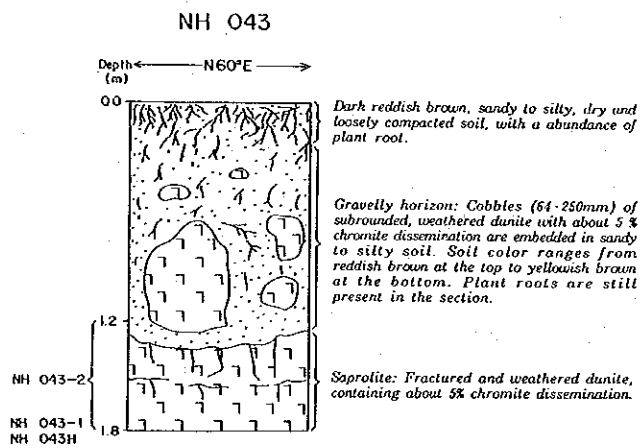 NH 043
Depth
(m)
N60°E
0.0
Dark reddish brown, sandy to silty, dry and
loosely compacted soil, with a abundance of
plant root.
Gravelly horizon: Cobbles (64-250mm) of
subrounded, weathered dunite with about 5 %
chromite dissemination are embedded in sandy
to silty soil. Soil color ranges from
reddish brown at the top to yellowish brown
at the bottom. Plant roots are still
present in the section.
1.2
NH 043-2
Saprolite: Fractured and weathered dunite,
containing about 5% chromite dissemination.
NH 043-1
NH 043H
1.8